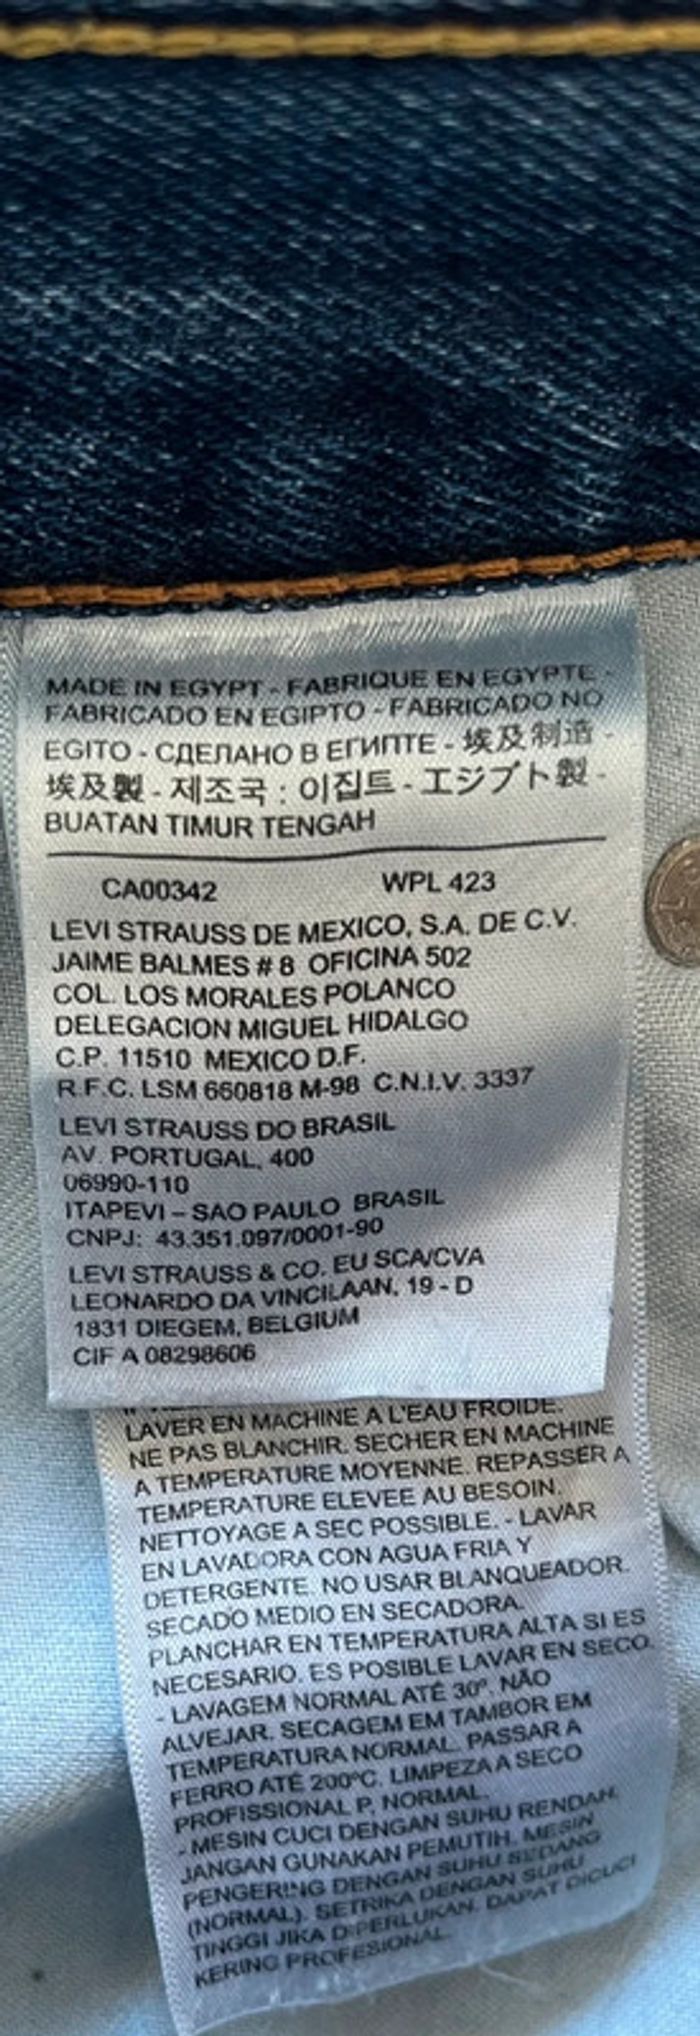 MADE IN EGYPT - FABRIQUE EN EGYPTE -
FABRICADO EN EGIPTO - FABRICADO NO
EGITO - СДЕЛАНО В ЕГИПТЕ - 埃及制造 -
埃及製 - 제조국 : 이집트 - エジプト製 -
BUATAN TIMUR TENGAH
CA00342 WPL 423
LEVI STRAUSS DE MEXICO, S.A. DE C.V.
JAIME BALMES # 8 OFICINA 502
COL. LOS MORALES POLANCO
DELEGACION MIGUEL HIDALGO
C.P. 11510 MEXICO D.F.
R.F.C. LSM 660818 M-98 C.N.I.V. 3337
LEVI STRAUSS DO BRASIL
AV. PORTUGAL, 400
06990-110
ITAPEVI – SAO PAULO BRASIL
CNPJ: 43.351.097/0001-90
LEVI STRAUSS & CO. EU SCA/CVA
LEONARDO DA VINCILAAN, 19 - D
1831 DIEGEM, BELGIUM
CIF A 08298606
LAVER EN MACHINE A L'EAU FROIDE.
NE PAS BLANCHIR. SECHER EN MACHINE
A TEMPERATURE MOYENNE. REPASSER A
TEMPERATURE ELEVEE AU BESOIN.
NETTOYAGE A SEC POSSIBLE. - LAVAR
EN LAVADORA CON AGUA FRIA Y
DETERGENTE. NO USAR BLANQUEADOR.
SECADO MEDIO EN SECADORA.
PLANCHAR EN TEMPERATURA ALTA SI ES
NECESARIO. ES POSIBLE LAVAR EN SECO.
- LAVAGEM NORMAL ATÉ 30º. NÃO
ALVEJAR. SECAGEM EM TAMBOR EM
TEMPERATURA NORMAL. PASSAR A
FERRO ATÉ 200ºC. LIMPEZA A SECO
PROFISSIONAL P, NORMAL.
- MESIN CUCI DENGAN SUHU RENDAH.
JANGAN GUNAKAN PEMUTIH. MESIN
PENGERING DENGAN SUHU SEDANG
(NORMAL). SETRIKA DENGAN SUHU
TINGGI JIKA DIPERLUKAN. DAPAT DICUCI
KERING PROFESIONAL.